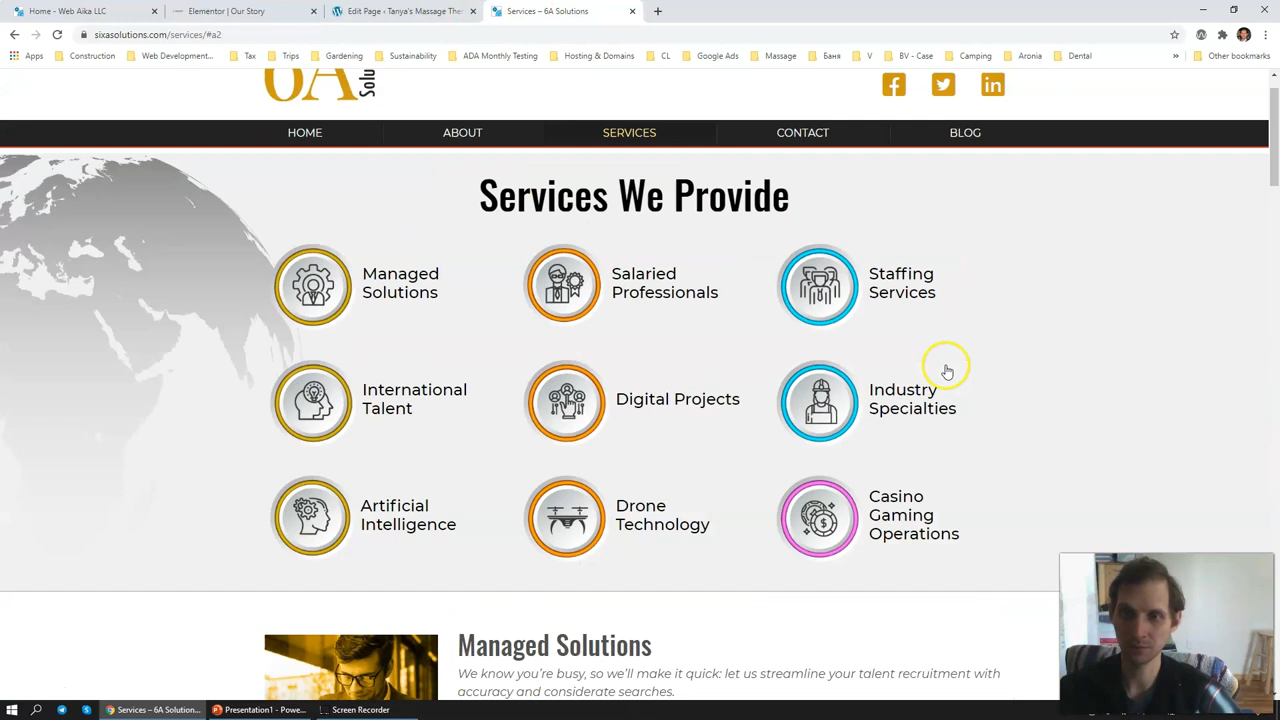 Home - Web Aika LLC
Elementor | Our Story
Edit Page ‹ Tanya's Massage The
Services – 6A Solutions
sixasolutions.com/services/#a2
Apps
Construction
Web Development...
Tax
Trips
Gardening
Sustainability
ADA Monthly Testing
Hosting & Domains
CL
Google Ads
Massage
Баня
V
BV - Case
Camping
Aronia
Dental
Other bookmarks
6A
Solu
HOME
ABOUT
SERVICES
CONTACT
BLOG
Services We Provide
Managed
Solutions
Salaried
Professionals
Staffing
Services
International
Talent
Digital Projects
Industry
Specialties
Artificial
Intelligence
Drone
Technology
Casino
Gaming
Operations
Managed Solutions
We know you're busy, so we'll make it quick: let us streamline your talent recruitment with
accuracy and considerate searches.
Services – 6A Solution...
Presentation1 - Powe...
Screen Recorder